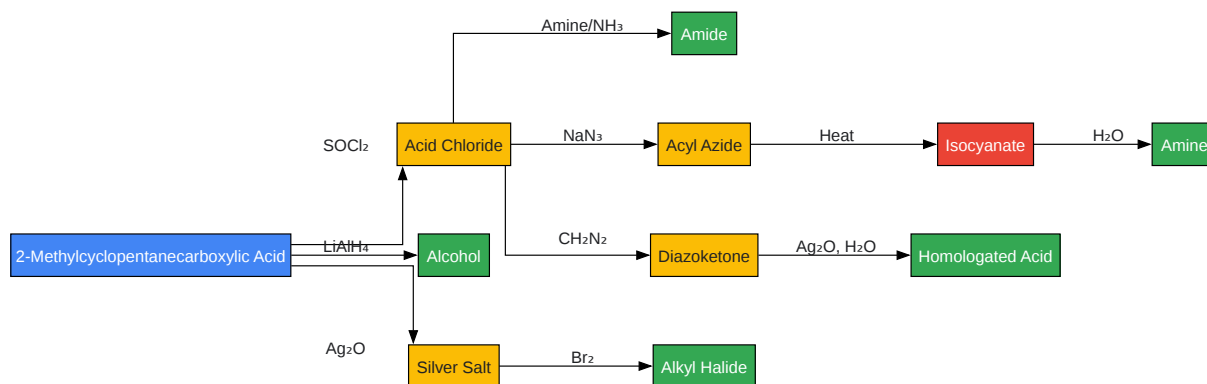 Amine/NH₃
Amide
SOCl₂
Acid Chloride
NaN₃
Acyl Azide
Heat
Isocyanate
H₂O
Amine
2-Methylcyclopentanecarboxylic Acid
LiAlH₄
Alcohol
CH₂N₂
Diazoketone
Ag₂O, H₂O
Homologated Acid
Ag₂O
Silver Salt
Br₂
Alkyl Halide